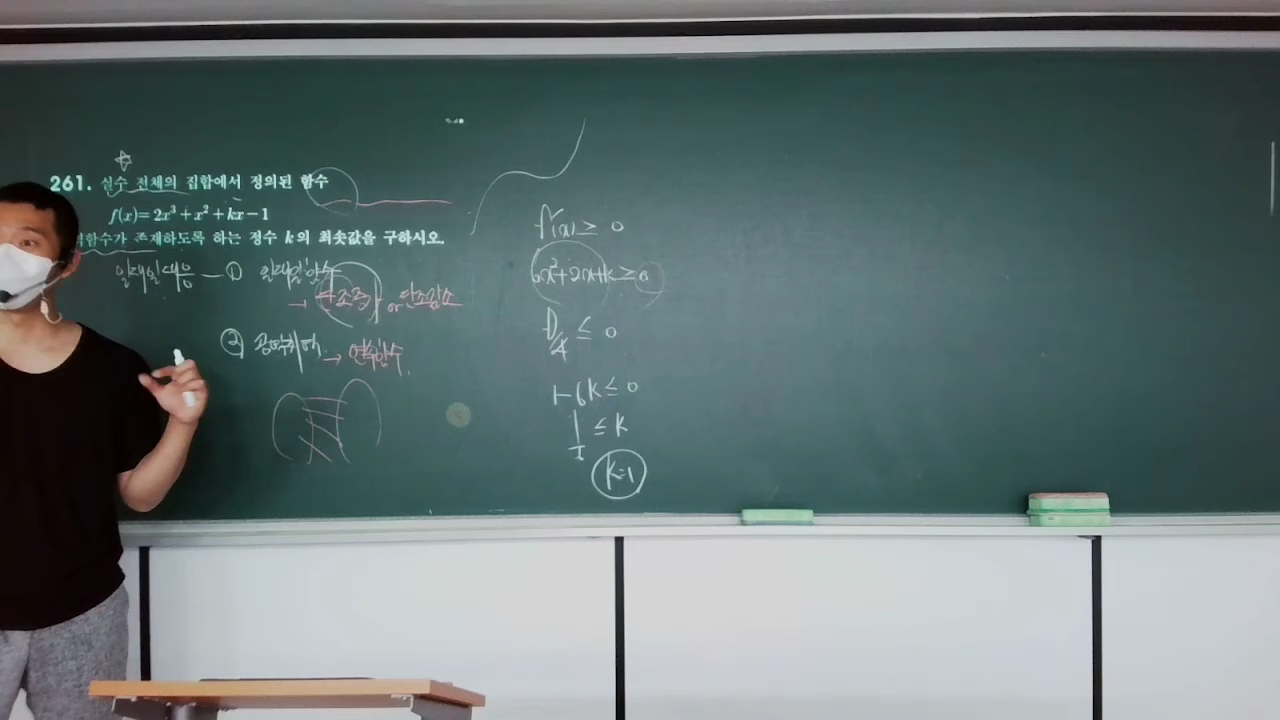 261. 실수 전체의 집합에서 정의된 함수
f(x)=2x³+x²+kx-1
함수가 존재하도록 하는 정수 k의 최솟값을 구하시오.
일대일대응 - ① 일대일함수
→ 단조증가 or 단조감소
② 공역=치역 → 연속함수.
f'(x) ≥ 0
6x²+2x+k ≥ 0
D/4 ≤ 0
1-6k ≤ 0
≤ k
k=1